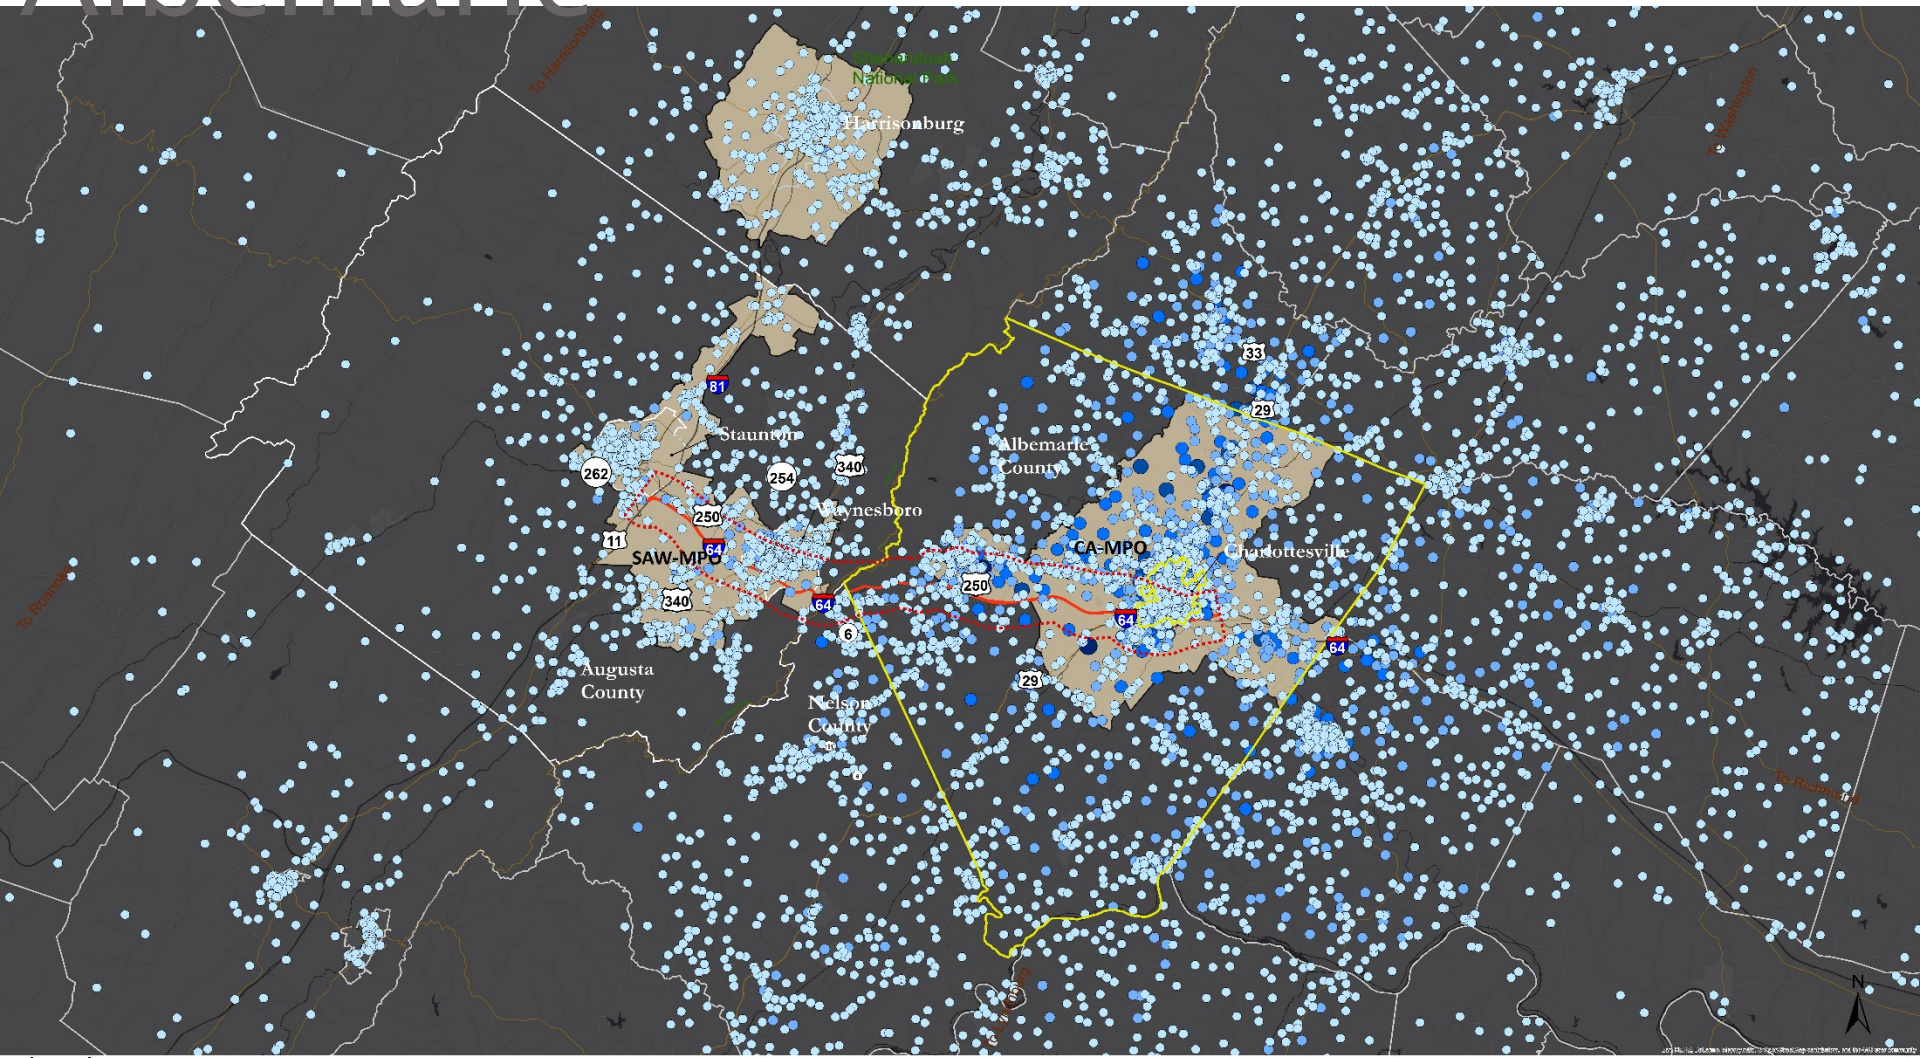 Albemarle
To Harrisonburg
Shenandoah
National Park
Harrisonburg
To Washington
33
81
29
Staunton
Albemarle
County
262
254
340
Waynesboro
250
11
64
SAW-MPO
CA-MPO
Charlottesville
250
340
64
64
6
64
To Roanoke
Augusta
County
29
Nelson
County
6
To Richmond
To Lynchburg
N